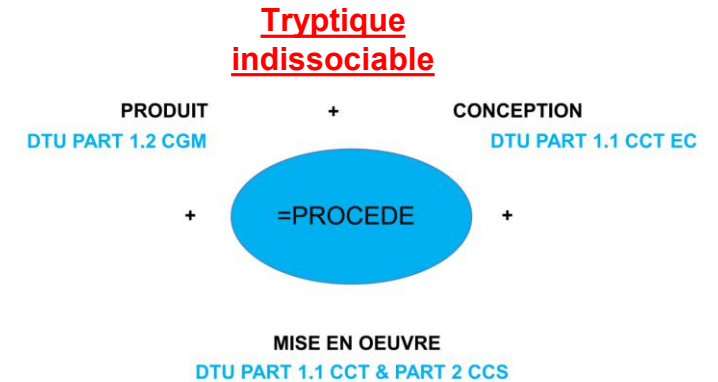 Tryptique
indissociable
PRODUIT + CONCEPTION
DTU PART 1.2 CGM DTU PART 1.1 CCT EC
+ =PROCEDE +
MISE EN OEUVRE
DTU PART 1.1 CCT & PART 2 CCS